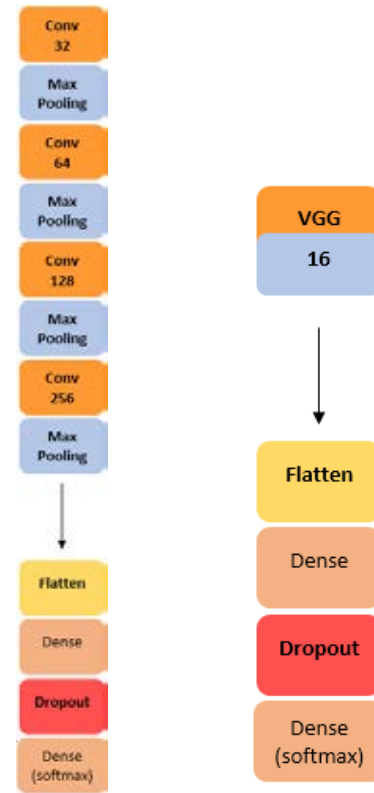 Conv
32
Max
Pooling
Conv
64
Max
Pooling
Conv
128
Max
Pooling
Conv
256
Max
Pooling
Flatten
Dense
Dropout
Dense
(softmax)
VGG
16
Flatten
Dense
Dropout
Dense
(softmax)